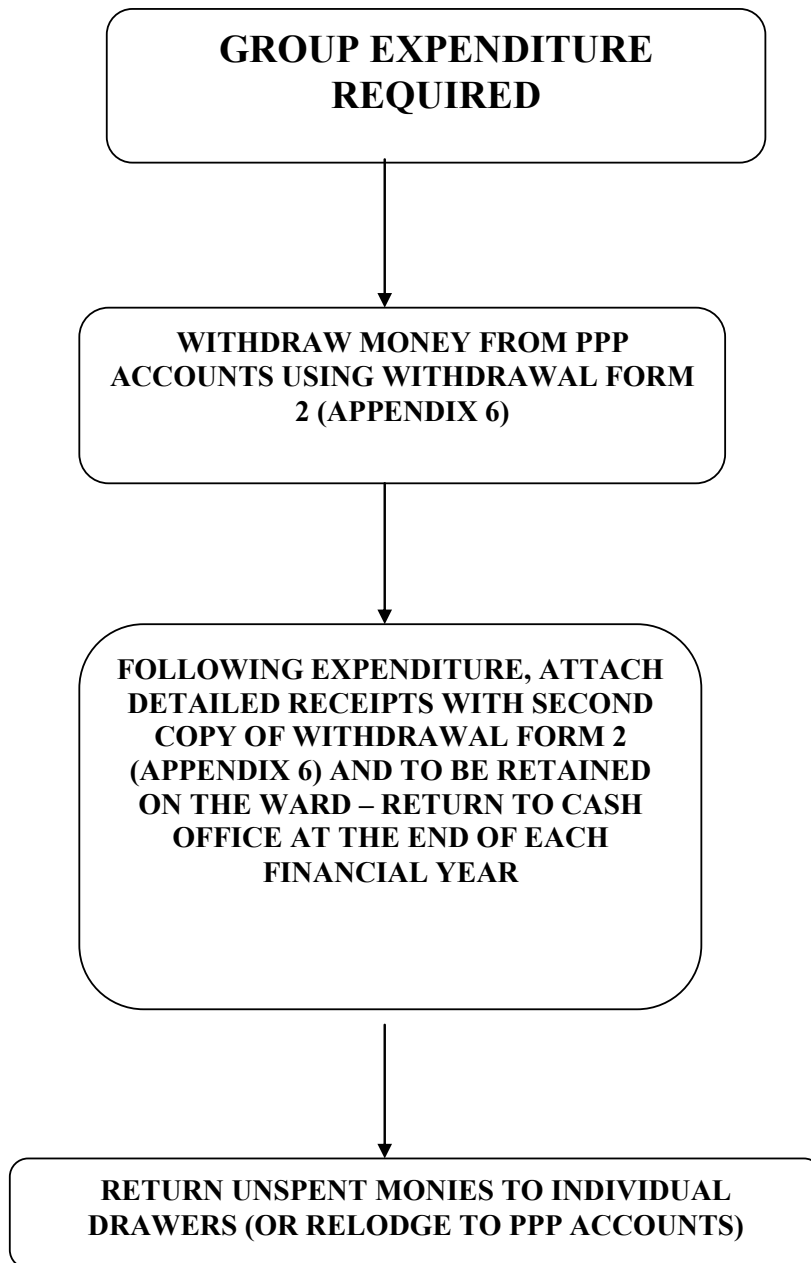 GROUP EXPENDITURE
REQUIRED
WITHDRAW MONEY FROM PPP
ACCOUNTS USING WITHDRAWAL FORM
2 (APPENDIX 6)
FOLLOWING EXPENDITURE, ATTACH
DETAILED RECEIPTS WITH SECOND
COPY OF WITHDRAWAL FORM 2
(APPENDIX 6) AND TO BE RETAINED
ON THE WARD – RETURN TO CASH
OFFICE AT THE END OF EACH
FINANCIAL YEAR
RETURN UNSPENT MONIES TO INDIVIDUAL
DRAWERS (OR RELODGE TO PPP ACCOUNTS)